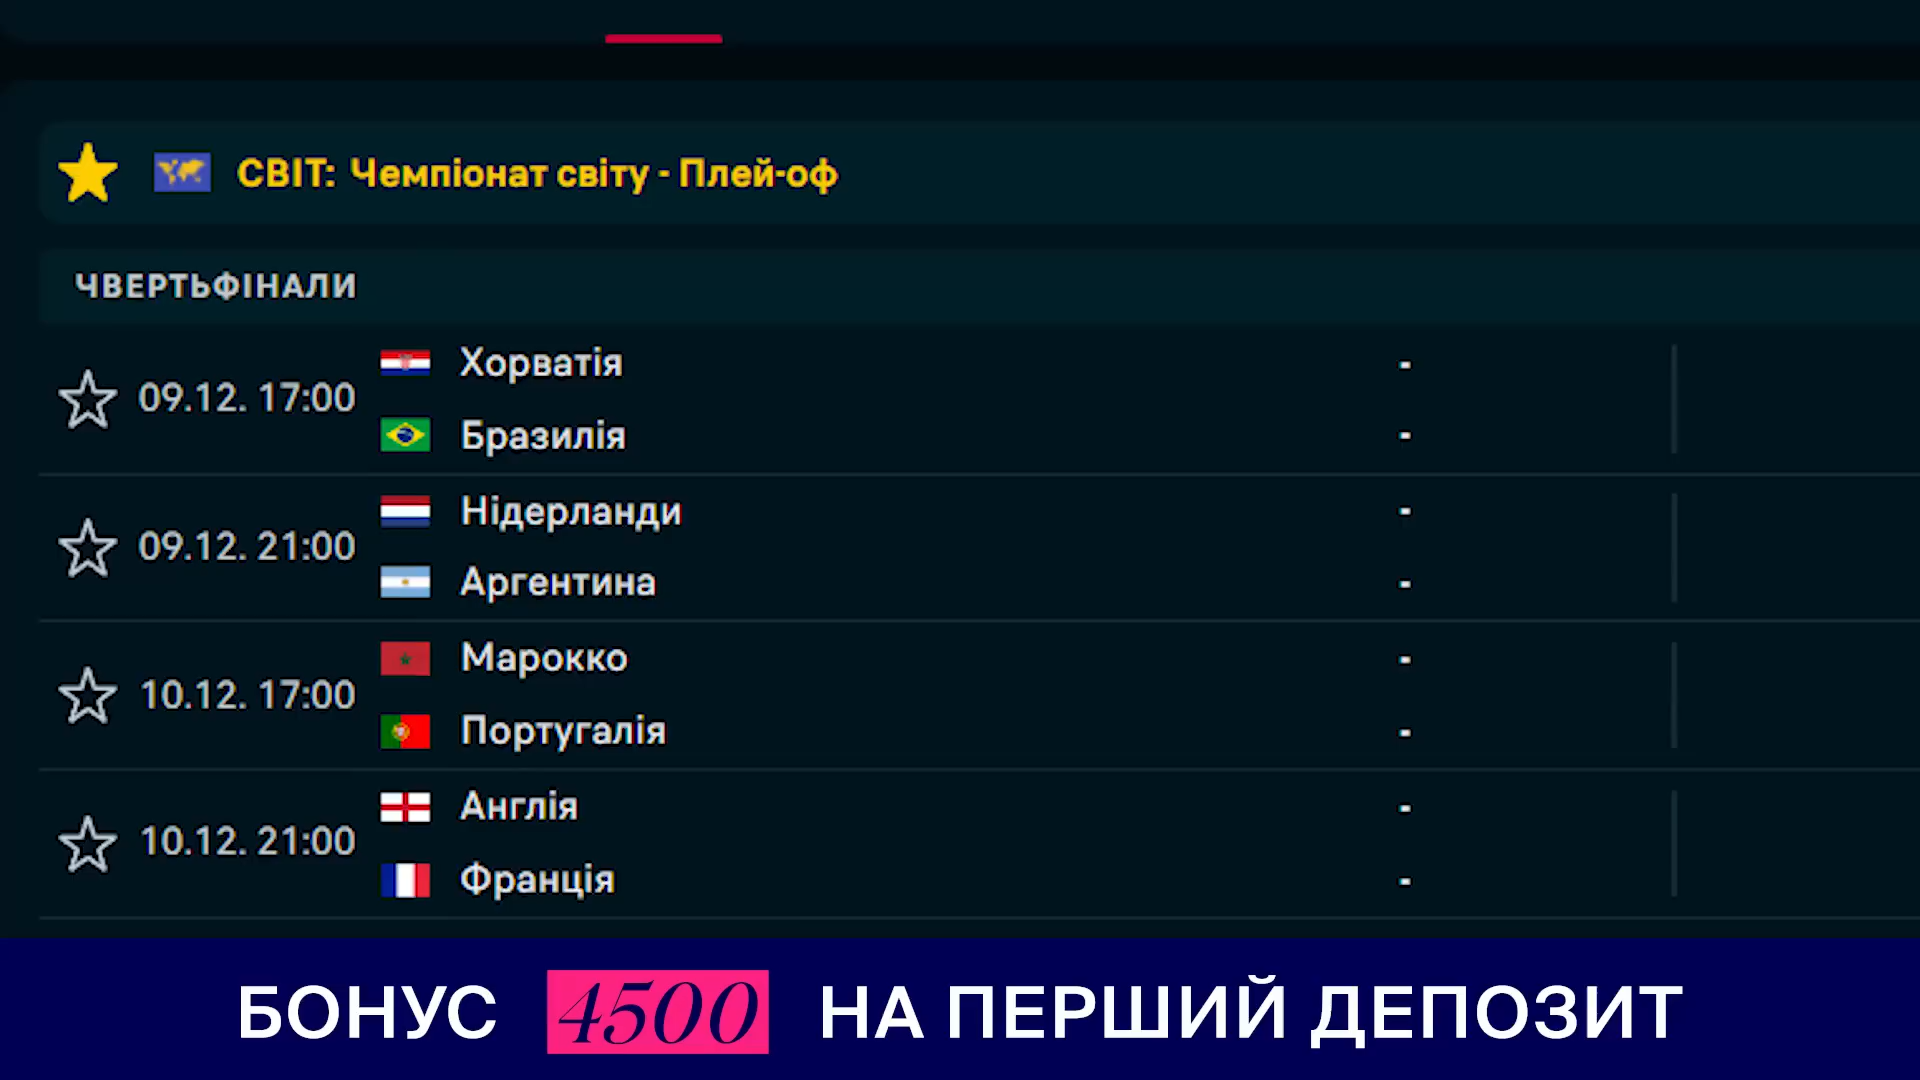 СВІТ: Чемпіонат світу - Плей-оф
ЧВЕРТЬФІНАЛИ
09.12. 17:00
Хорватія -
Бразилія -
09.12. 21:00
Нідерланди -
Аргентина -
10.12. 17:00
Марокко -
Португалія -
10.12. 21:00
Англія -
Франція -
БОНУС 4500 НА ПЕРШИЙ ДЕПОЗИТ